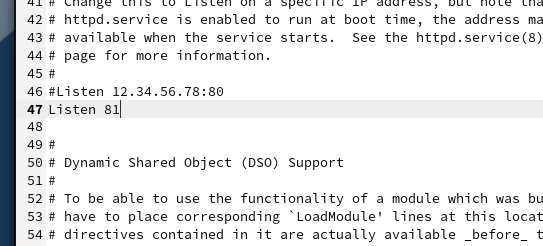 41 # Change this to Listen on a specific IP address, but note tha
42 # httpd.service is enabled to run at boot time, the address ma
43 # available when the service starts.  See the httpd.service(8)
44 # page for more information.
45 #
46 #Listen 12.34.56.78:80
47 Listen 81
48
49 #
50 # Dynamic Shared Object (DSO) Support
51 #
52 # To be able to use the functionality of a module which was bu
53 # have to place corresponding `LoadModule' lines at this locat
54 # directives contained in it are actually available _before_ t